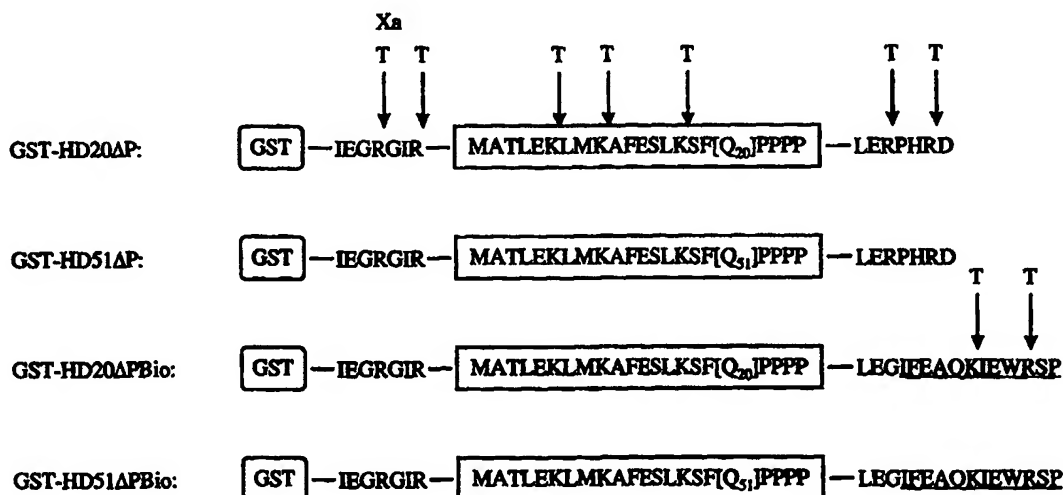 Xa
T T T T T T T
GST-HD20ΔP: GST IEGRGIR MATLEKLMKAFESLKSF[Q20]PPPP LERPHRD
GST-HD51ΔP: GST IEGRGIR MATLEKLMKAFESLKSF[Q51]PPPP LERPHRD
T T
GST-HD20ΔPBio: GST IEGRGIR MATLEKLMKAFESLKSF[Q20]PPPP LEGIFEAQKIEWRSP
GST-HD51ΔPBio: GST IEGRGIR MATLEKLMKAFESLKSF[Q51]PPPP LEGIFEAQKIEWRSP